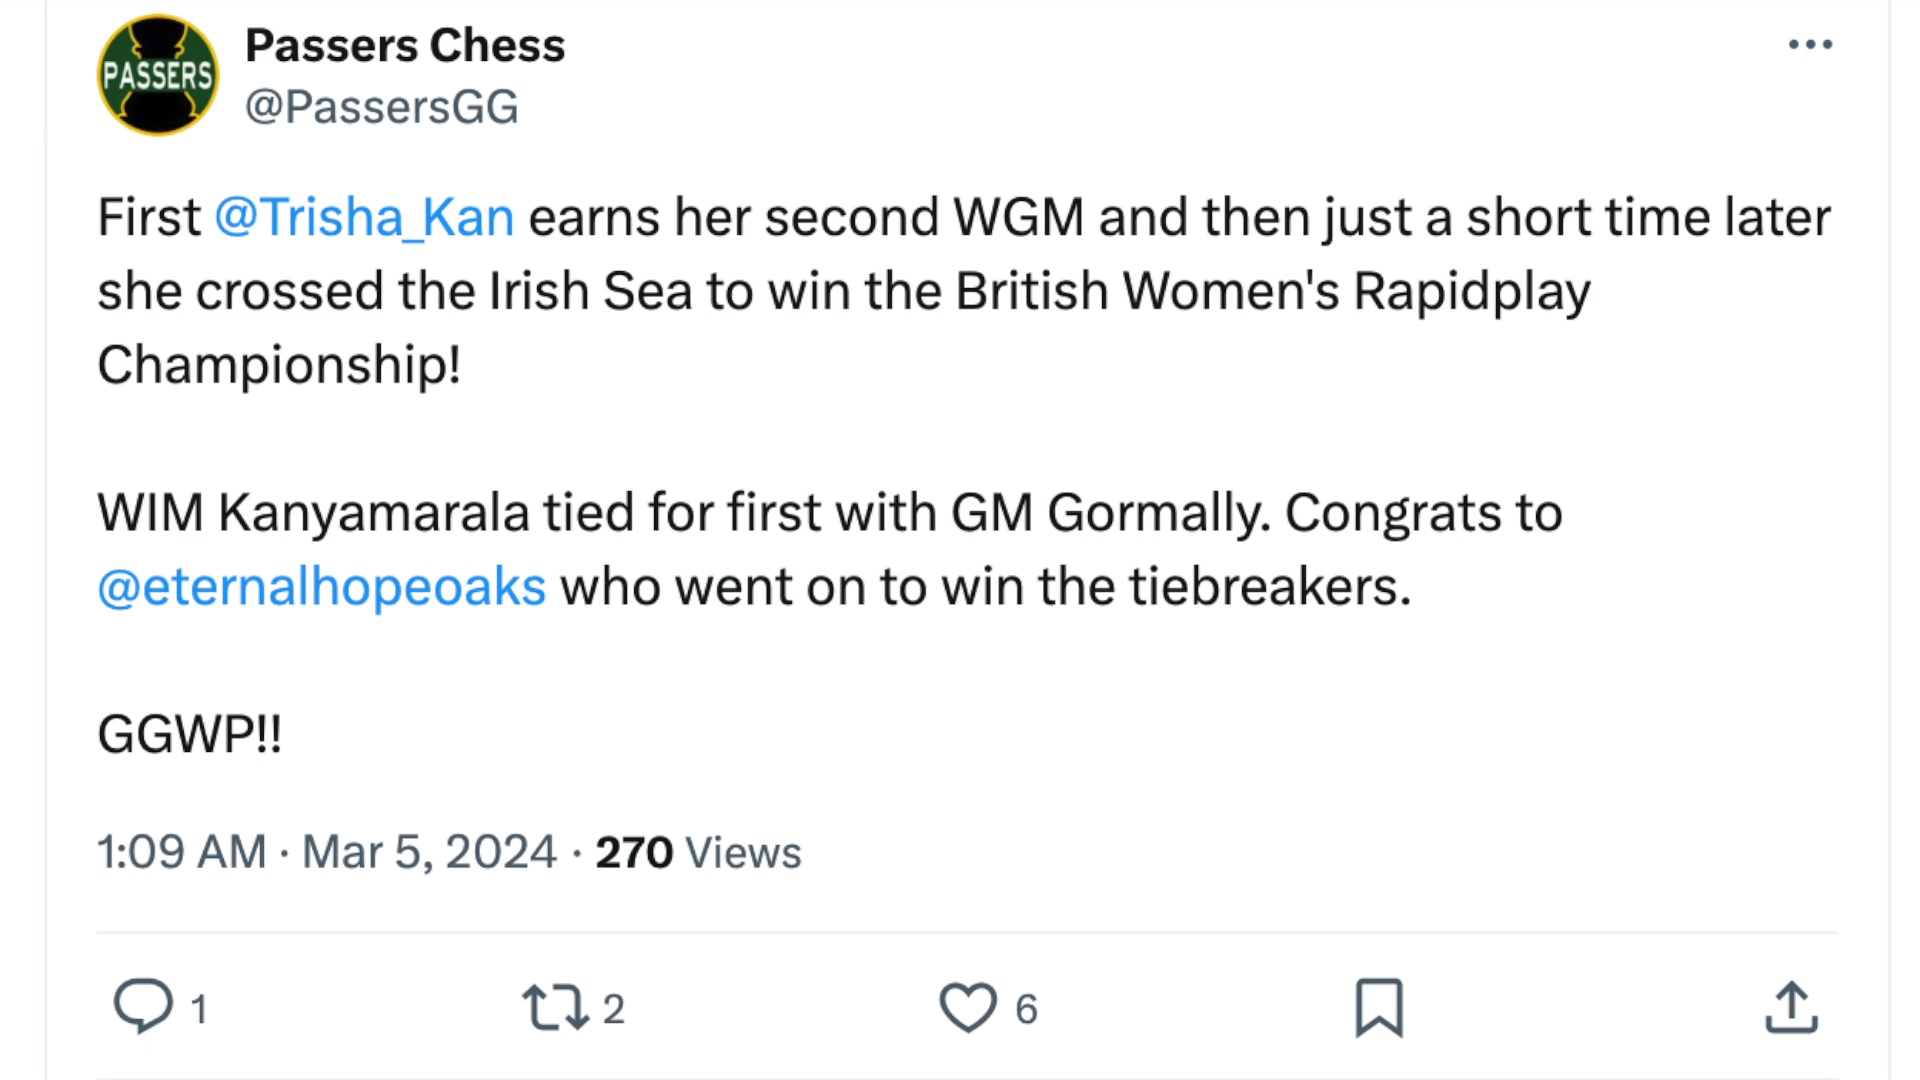 PASSERS
Passers Chess
@PassersGG
First @Trisha_Kan earns her second WGM and then just a short time later
she crossed the Irish Sea to win the British Women's Rapidplay
Championship!
WIM Kanyamarala tied for first with GM Gormally. Congrats to
@eternalhopeoaks who went on to win the tiebreakers.
GGWP!!
1:09 AM · Mar 5, 2024 · 270 Views
1 2 6